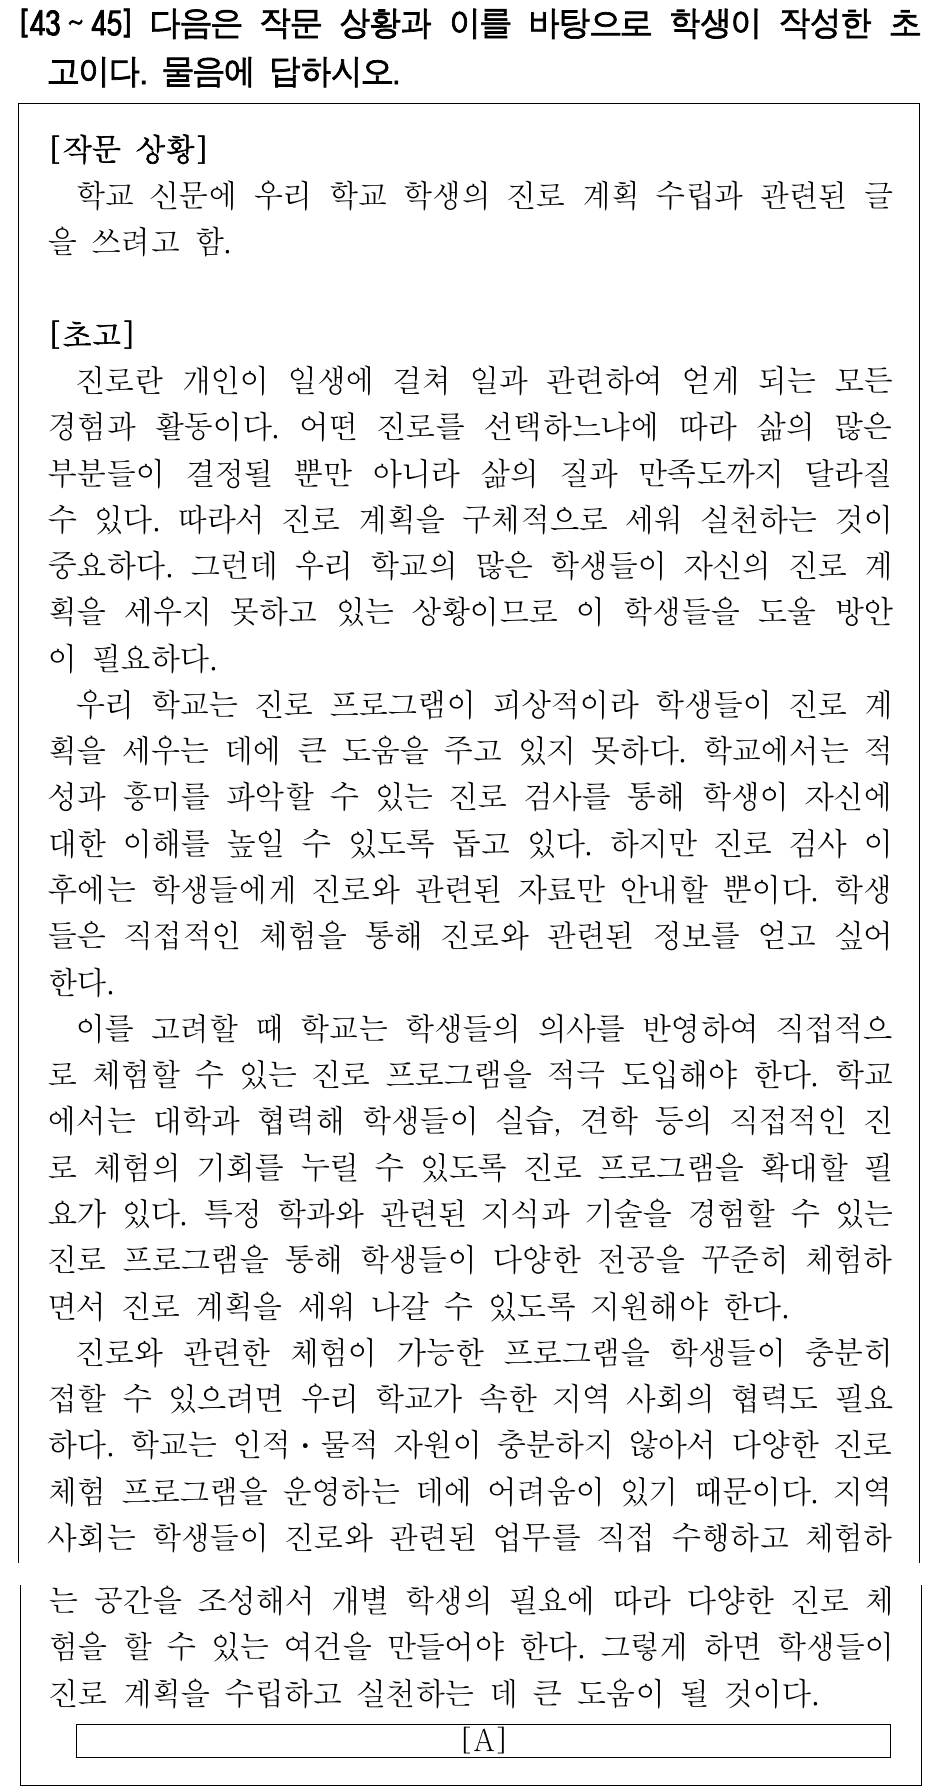 [43~45] 다음은 작문 상황과 이를 바탕으로 학생이 작성한 초
고이다. 물음에 답하시오.
[작문 상황]
학교 신문에 우리 학교 학생의 진로 계획 수립과 관련된 글
을 쓰려고 함.
[초고]
진로란 개인이 일생에 걸쳐 일과 관련하여 얻게 되는 모든
경험과 활동이다. 어떤 진로를 선택하느냐에 따라 삶의 많은
부분들이 결정될 뿐만 아니라 삶의 질과 만족도까지 달라질
수 있다. 따라서 진로 계획을 구체적으로 세워 실천하는 것이
중요하다. 그런데 우리 학교의 많은 학생들이 자신의 진로 계
획을 세우지 못하고 있는 상황이므로 이 학생들을 도울 방안
이 필요하다.
우리 학교는 진로 프로그램이 피상적이라 학생들이 진로 계
획을 세우는 데에 큰 도움을 주고 있지 못하다. 학교에서는 적
성과 흥미를 파악할 수 있는 진로 검사를 통해 학생이 자신에
대한 이해를 높일 수 있도록 돕고 있다. 하지만 진로 검사 이
후에는 학생들에게 진로와 관련된 자료만 안내할 뿐이다. 학생
들은 직접적인 체험을 통해 진로와 관련된 정보를 얻고 싶어
한다.
이를 고려할 때 학교는 학생들의 의사를 반영하여 직접적으
로 체험할 수 있는 진로 프로그램을 적극 도입해야 한다. 학교
에서는 대학과 협력해 학생들이 실습, 견학 등의 직접적인 진
로 체험의 기회를 누릴 수 있도록 진로 프로그램을 확대할 필
요가 있다. 특정 학과와 관련된 지식과 기술을 경험할 수 있는
진로 프로그램을 통해 학생들이 다양한 전공을 꾸준히 체험하
면서 진로 계획을 세워 나갈 수 있도록 지원해야 한다.
진로와 관련한 체험이 가능한 프로그램을 학생들이 충분히
접할 수 있으려면 우리 학교가 속한 지역 사회의 협력도 필요
하다. 학교는 인적·물적 자원이 충분하지 않아서 다양한 진로
체험 프로그램을 운영하는 데에 어려움이 있기 때문이다. 지역
사회는 학생들이 진로와 관련된 업무를 직접 수행하고 체험하
는 공간을 조성해서 개별 학생의 필요에 따라 다양한 진로 체
험을 할 수 있는 여건을 만들어야 한다. 그렇게 하면 학생들이
진로 계획을 수립하고 실천하는 데 큰 도움이 될 것이다.
[A]